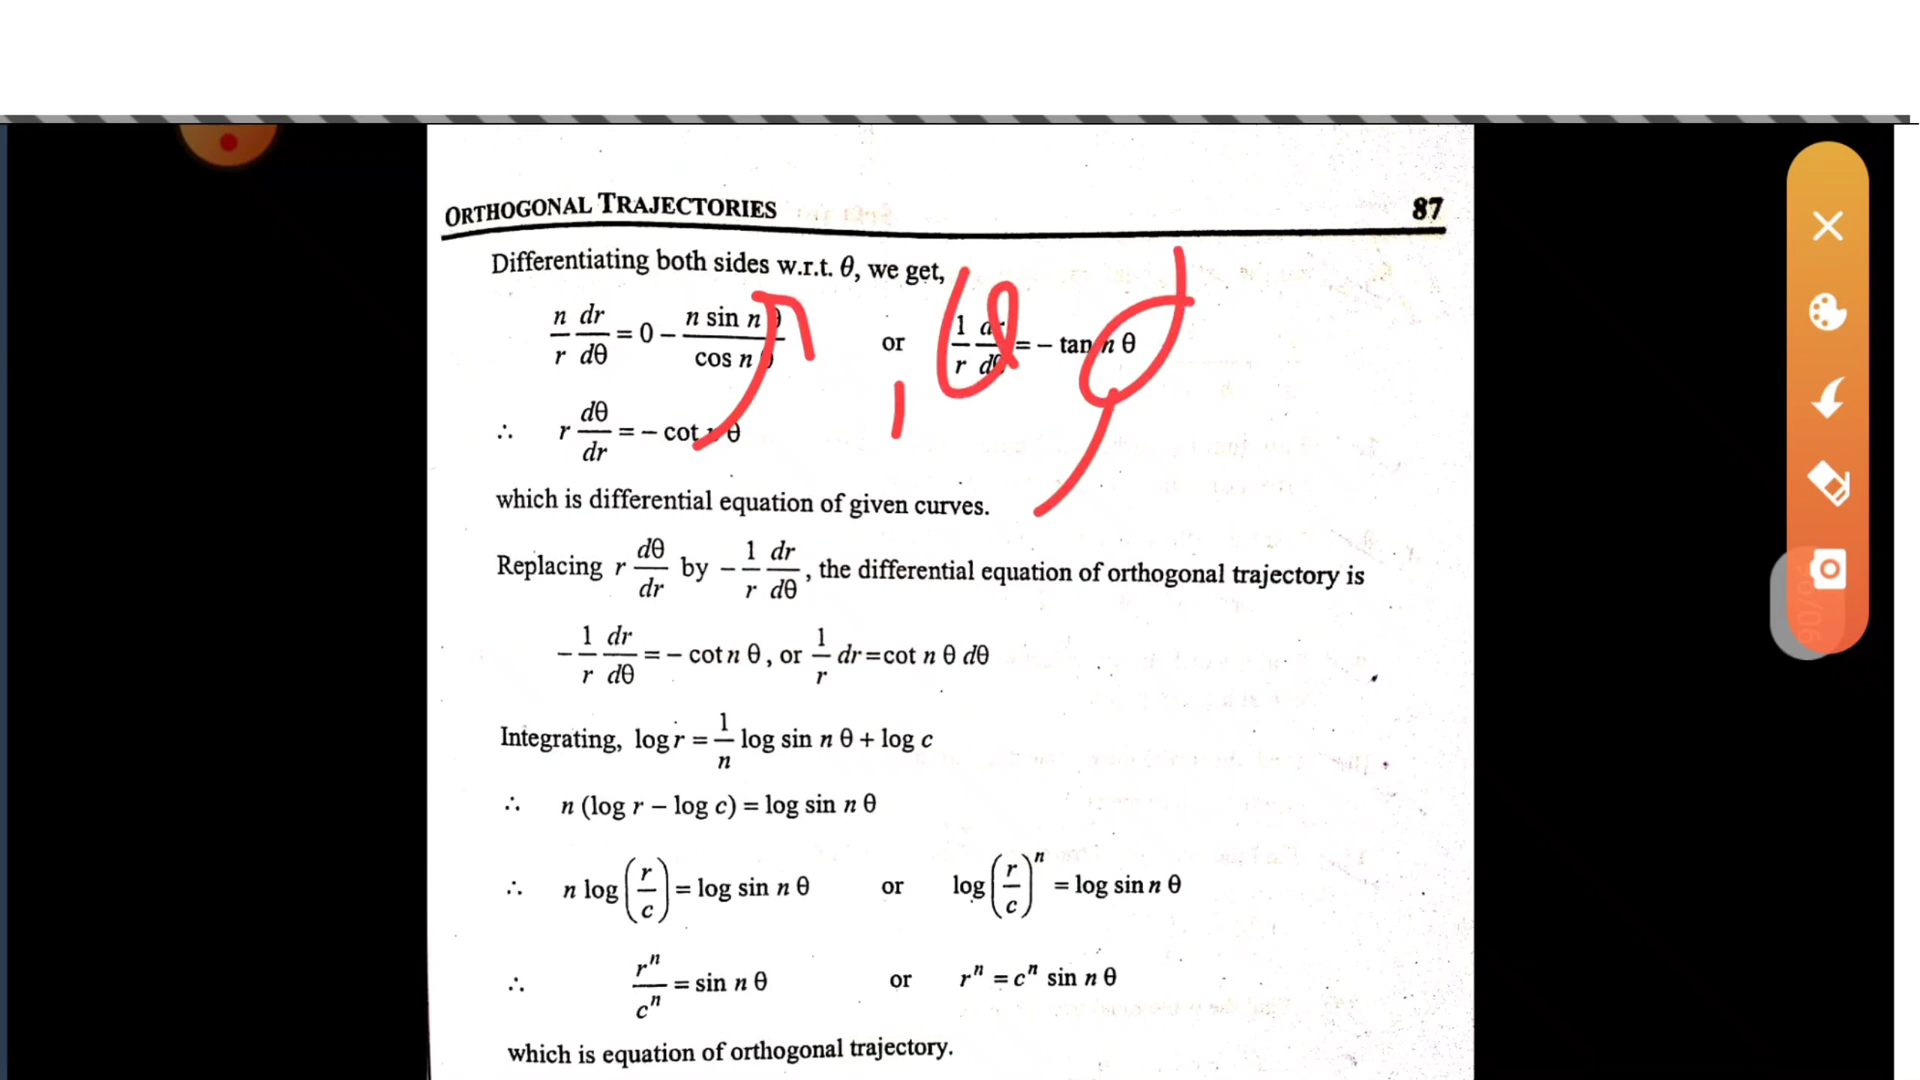 ORTHOGONAL TRAJECTORIES 87
Differentiating both sides w.r.t. θ, we get,
n/r dr/dθ = 0 − n sin n θ/cos n θ or 1/r dr/dθ = − tan n θ
∴ r dθ/dr = − cot n θ
which is differential equation of given curves.
Replacing r dθ/dr by − 1/r dr/dθ, the differential equation of orthogonal trajectory is
− 1/r dr/dθ = − cot n θ, or 1/r dr = cot n θ dθ
Integrating, log r = 1/n log sin n θ + log c
∴ n (log r − log c) = log sin n θ
∴ n log (r/c) = log sin n θ or log (r/c)ⁿ = log sin n θ
∴ rⁿ/cⁿ = sin n θ or rⁿ = cⁿ sin n θ
which is equation of orthogonal trajectory.